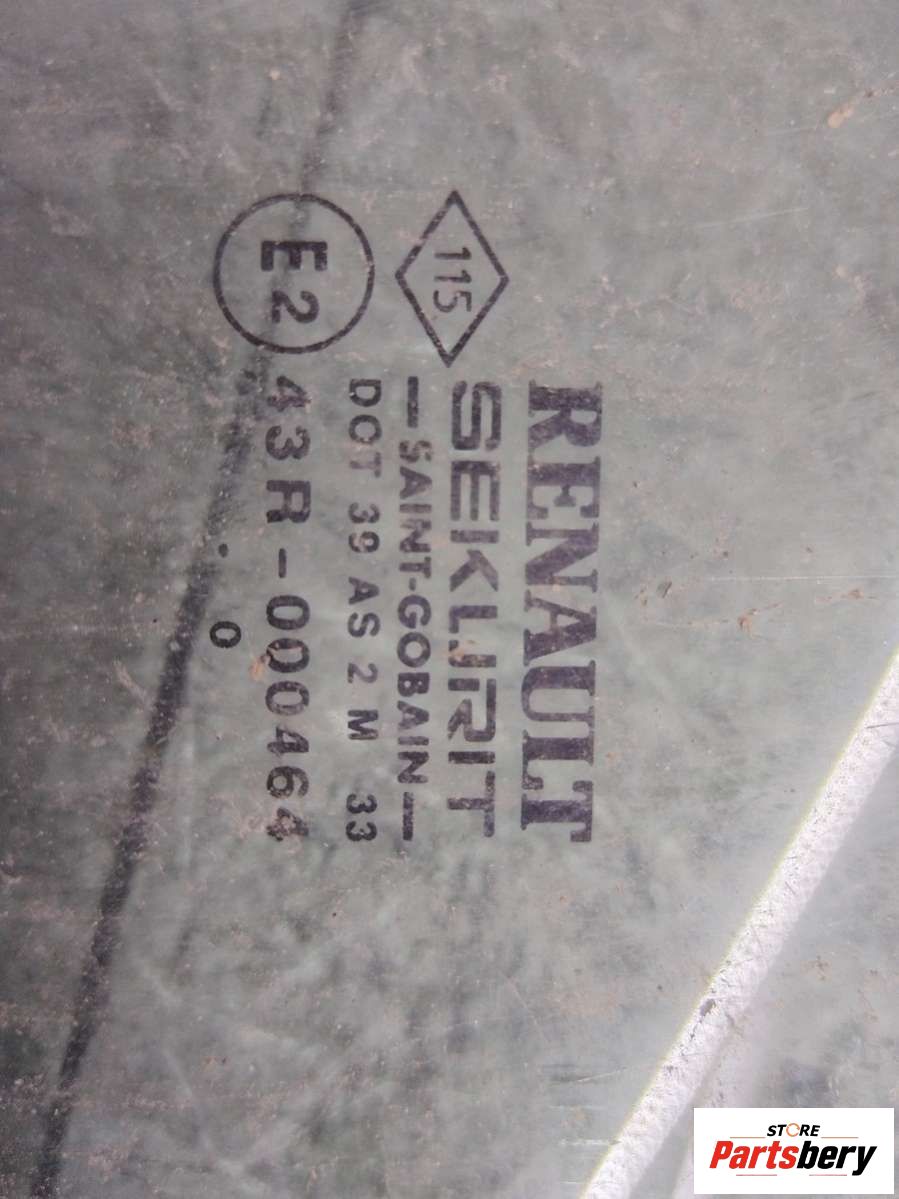 RENAULT
115
SEKURIT
—SAINT-GOBAIN—
DOT 39 AS 2 M 33
E2
43R-000464
0
STORE
Partsbery